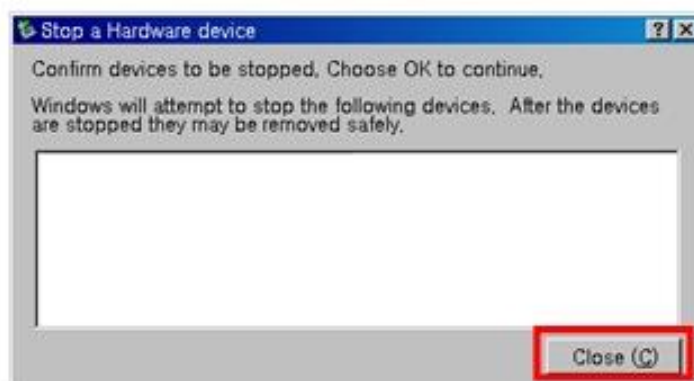 Stop a Hardware device
Confirm devices to be stopped, Choose OK to continue,
Windows will attempt to stop the following devices, After the devices
are stopped they may be removed safely,
Close (C)